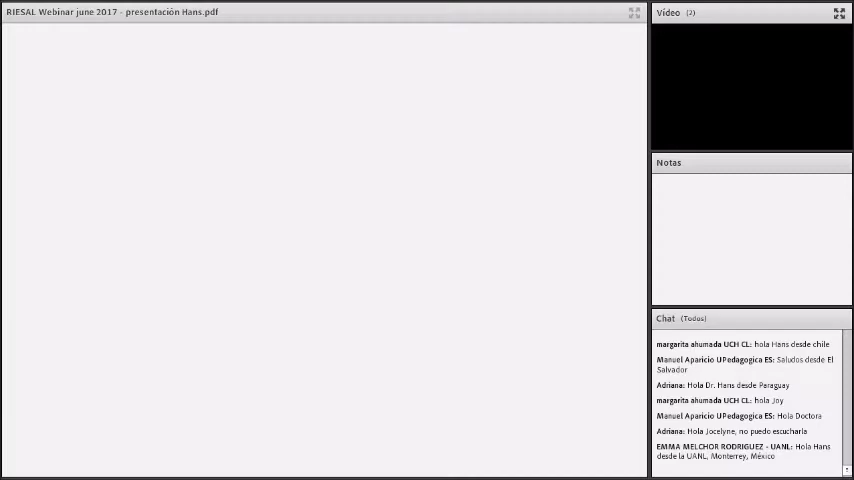 RIESAL Webinar june 2017 - presentación Hans.pdf
Vídeo (2)
Notas
Chat (Todos)
margarita ahumada UCH CL: hola Hans desde chile
Manuel Aparicio UPedagogica ES: Saludos desde El
Salvador
Adriana: Hola Dr. Hans desde Paraguay
margarita ahumada UCH CL: hola Joy
Manuel Aparicio UPedagogica ES: Hola Doctora
Adriana: Hola Jocelyne, no puedo escucharla
EMMA MELCHOR RODRIGUEZ - UANL: Hola Hans
desde la UANL, Monterrey, México